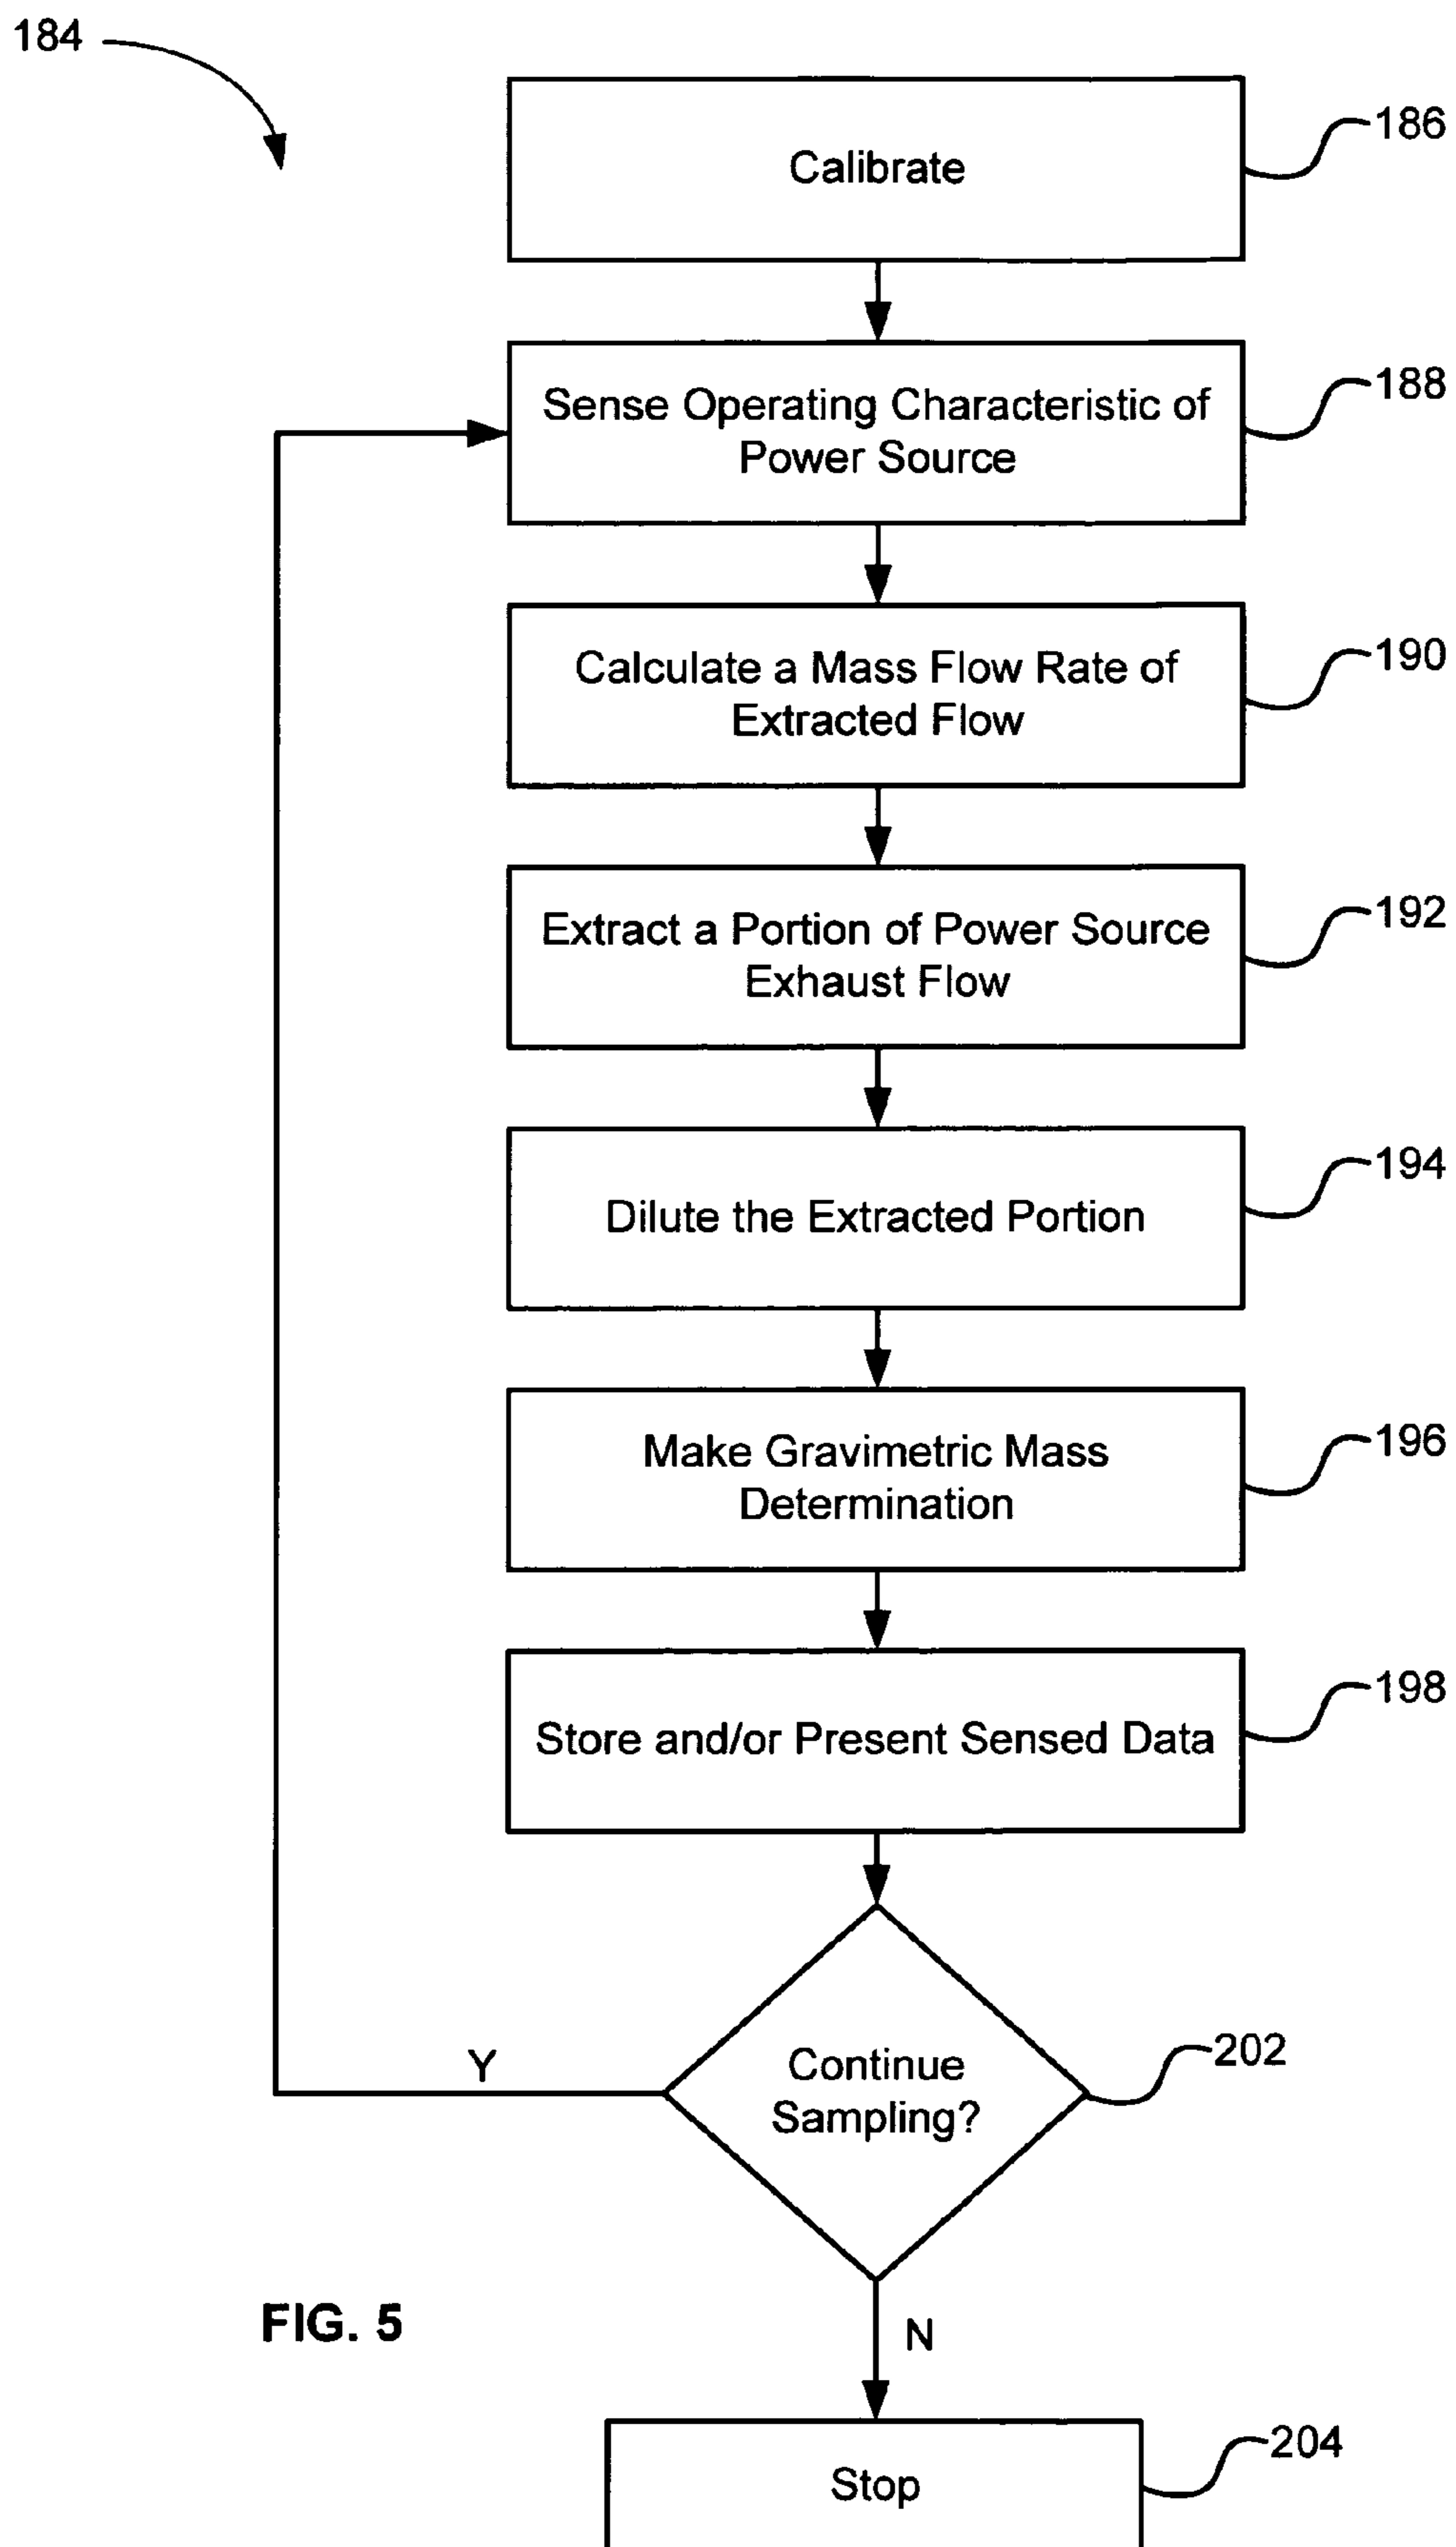 184
Calibrate
186
Sense Operating Characteristic of
Power Source
188
Calculate a Mass Flow Rate of
Extracted Flow
190
Extract a Portion of Power Source
Exhaust Flow
192
Dilute the Extracted Portion
194
Make Gravimetric Mass
Determination
196
Store and/or Present Sensed Data
198
Continue
Sampling?
202
Y
N
FIG. 5
Stop
204